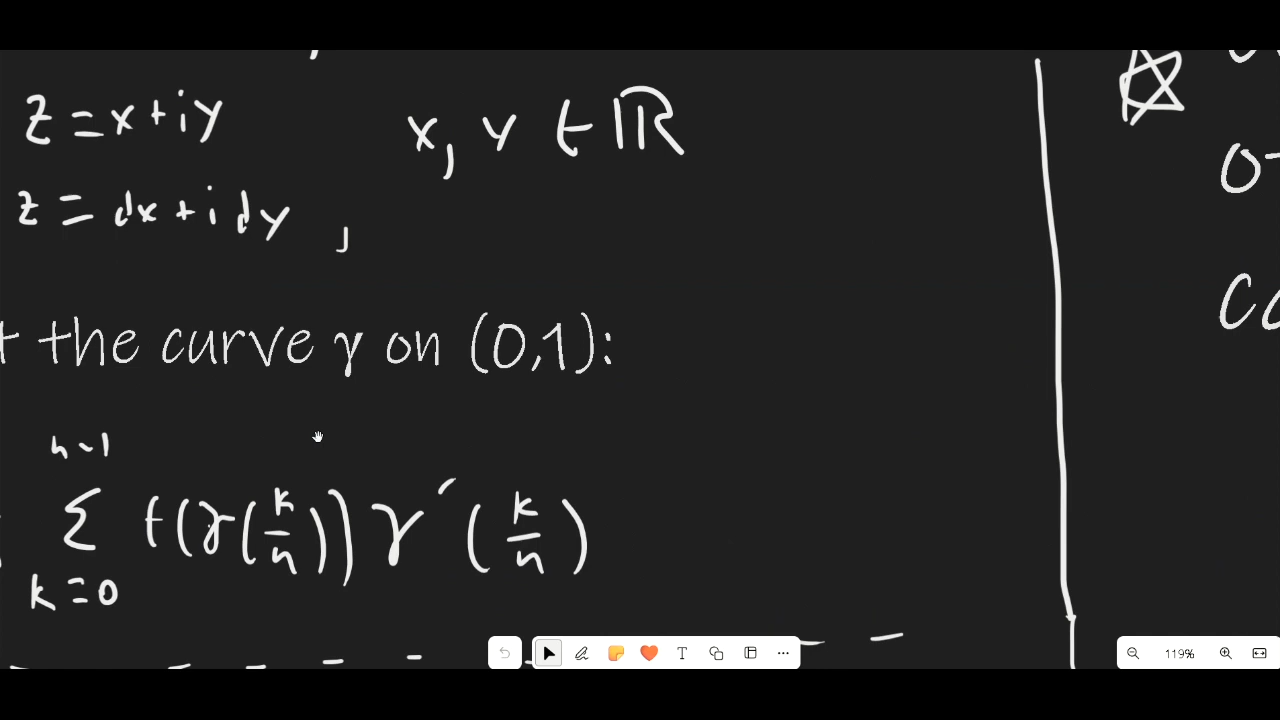 z = x + iy
x, y ∈ ℝ
z = dx + i dy ,
the curve γ on (0,1):
n-1
Σ f(γ(k/n)) γ′(k/n)
k=0
119%